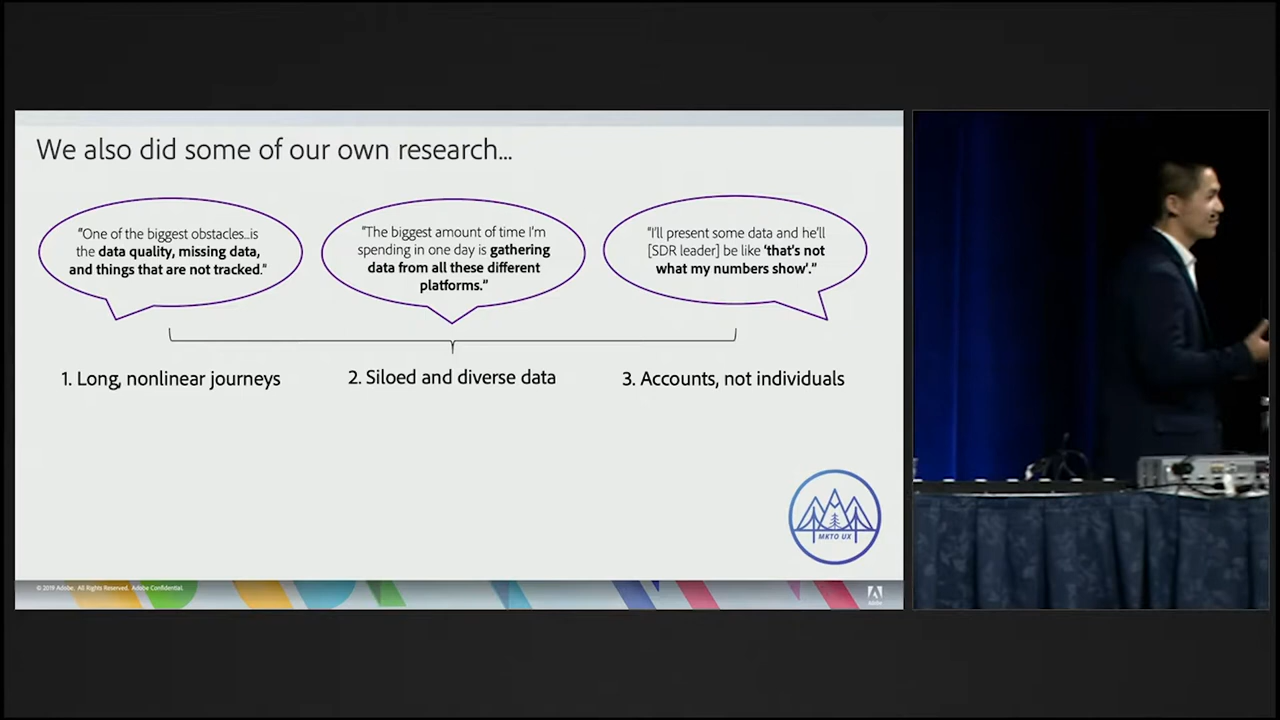 We also did some of our own research...
"One of the biggest obstacles...is
the data quality, missing data,
and things that are not tracked."
"The biggest amount of time I'm
spending in one day is gathering
data from all these different
platforms."
"I'll present some data and he'll
[SDR leader] be like 'that's not
what my numbers show'."
1. Long, nonlinear journeys
2. Siloed and diverse data
3. Accounts, not individuals
MKTO UX
© 2019 Adobe. All Rights Reserved. Adobe Confidential.
Adobe